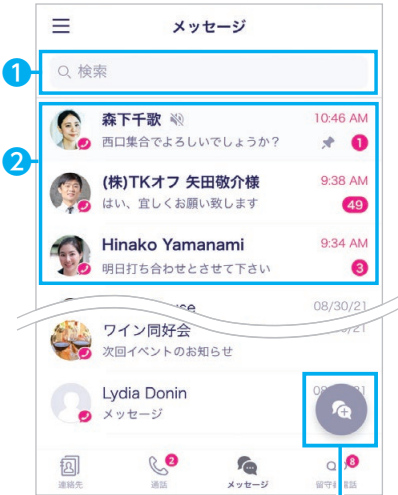 メッセージ
1
検索
2
森下千歌
10:46 AM
西口集合でよろしいでしょうか?
1
(株)TKオフ 矢田敬介様
9:38 AM
はい、宜しくお願い致します
49
Hinako Yamanami
9:34 AM
明日打ち合わせとさせて下さい
3
08/30/21
ワイン同好会
次回イベントのお知らせ
Lydia Donin
メッセージ
2
8
連絡先
通話
メッセージ